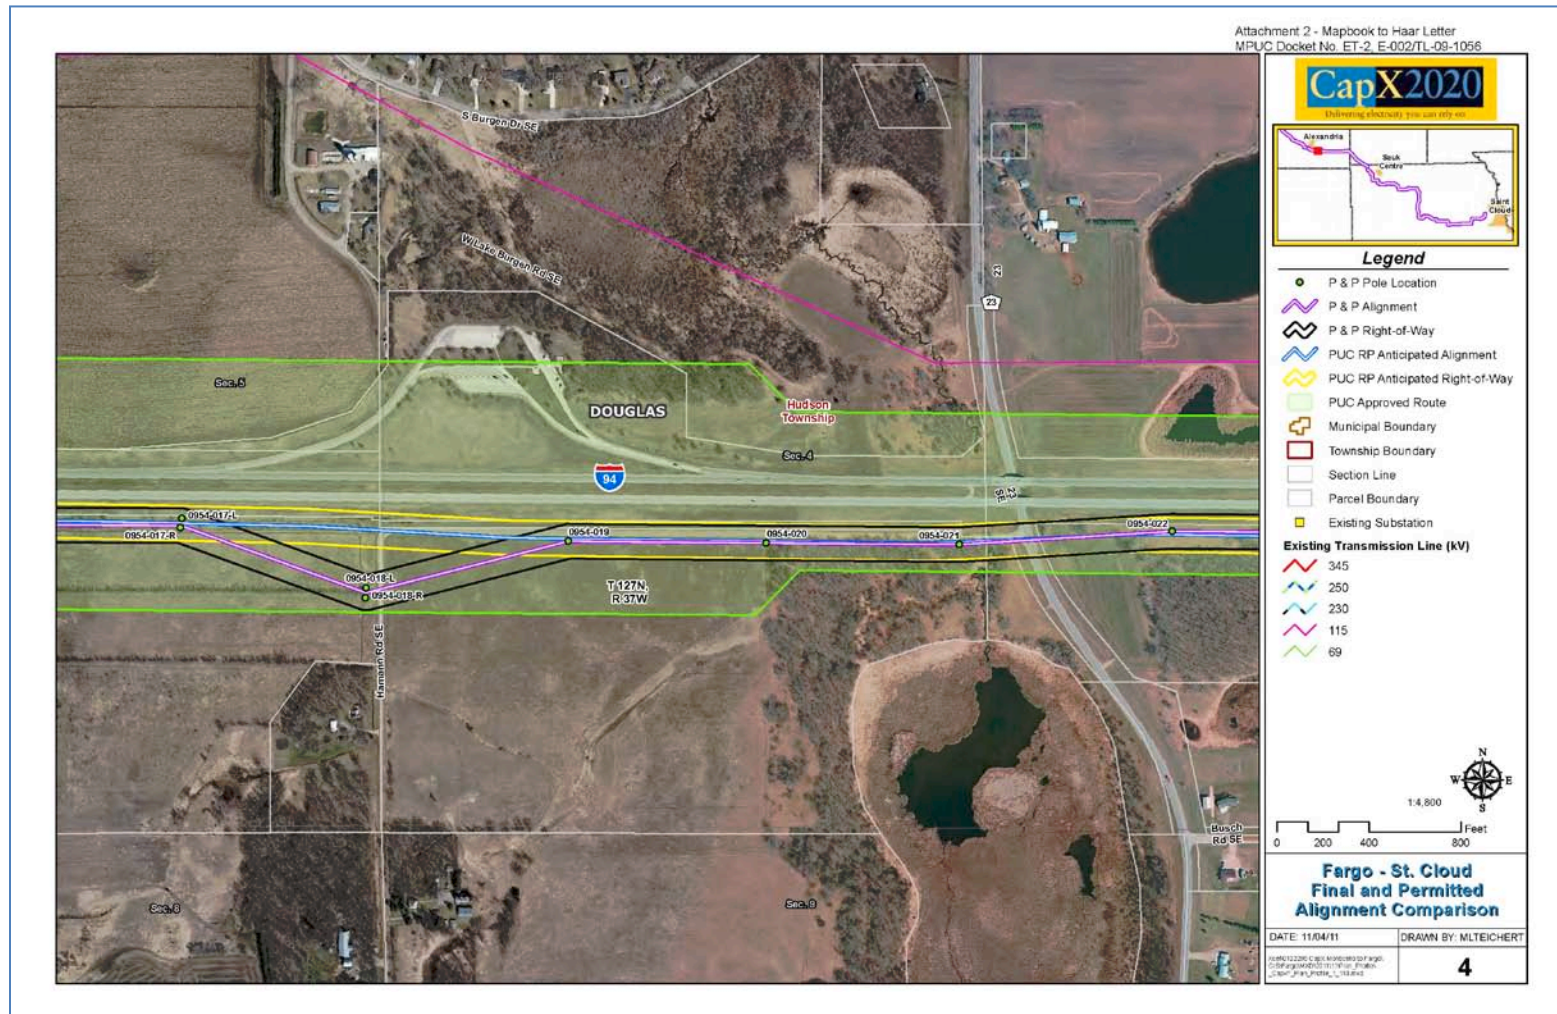 Attachment 2 - Mapbook to Haar Letter
MPUC Docket No. ET-2, E-002/TL-09-1056
CapX2020
Delivering electricity you can rely on
Alexandria
Sauk
Centre
Saint
Cloud
Legend
P & P Pole Location
P & P Alignment
P & P Right-of-Way
PUC RP Anticipated Alignment
PUC RP Anticipated Right-of-Way
PUC Approved Route
Municipal Boundary
Township Boundary
Section Line
Parcel Boundary
Existing Substation
Existing Transmission Line (kV)
345
250
230
115
69
N
W
E
S
1:4,800
Feet
0 200 400 800
Fargo - St. Cloud
Final and Permitted
Alignment Comparison
DATE: 11/04/11
DRAWN BY: MLTEICHERT
4
S Burgen Dr SE
W Lake Burgen Rd SE
23
23
Sec. 5
DOUGLAS
Hudson
Township
Sec. 4
94
23
SE
0954-017-L
0954-017-R
0954-018-L
0954-018-R
0954-019
0954-020
0954-021
0954-022
T 127N,
R 37W
Hamann Rd SE
Busch
Rd SE
Sec. 8
Sec. 9